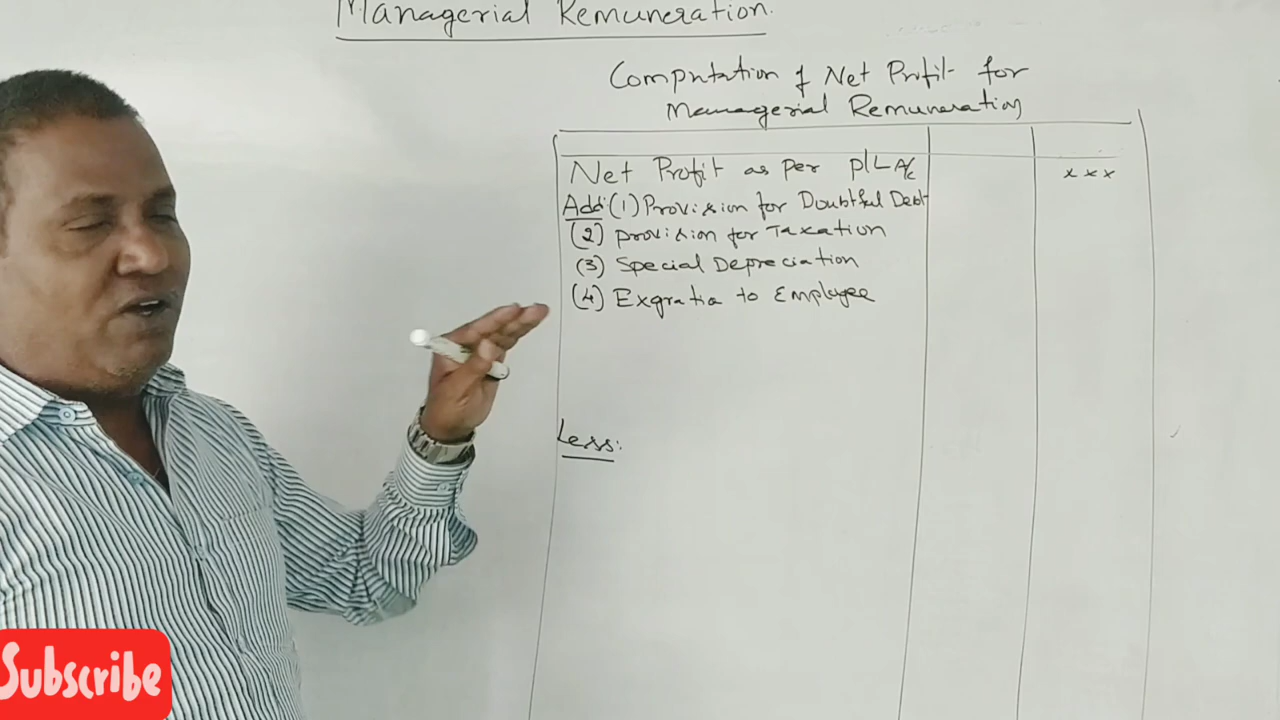 Managerial Remuneration.
Computation of Net Profit for
Managerial Remuneration
Net Profit as per P/L A/c
x x x
Add: (1) Provision for Doubtful Debt
(2) provision for Taxation
(3) Special Depreciation
(4) Exgratia to Employee
Less:
Subscribe